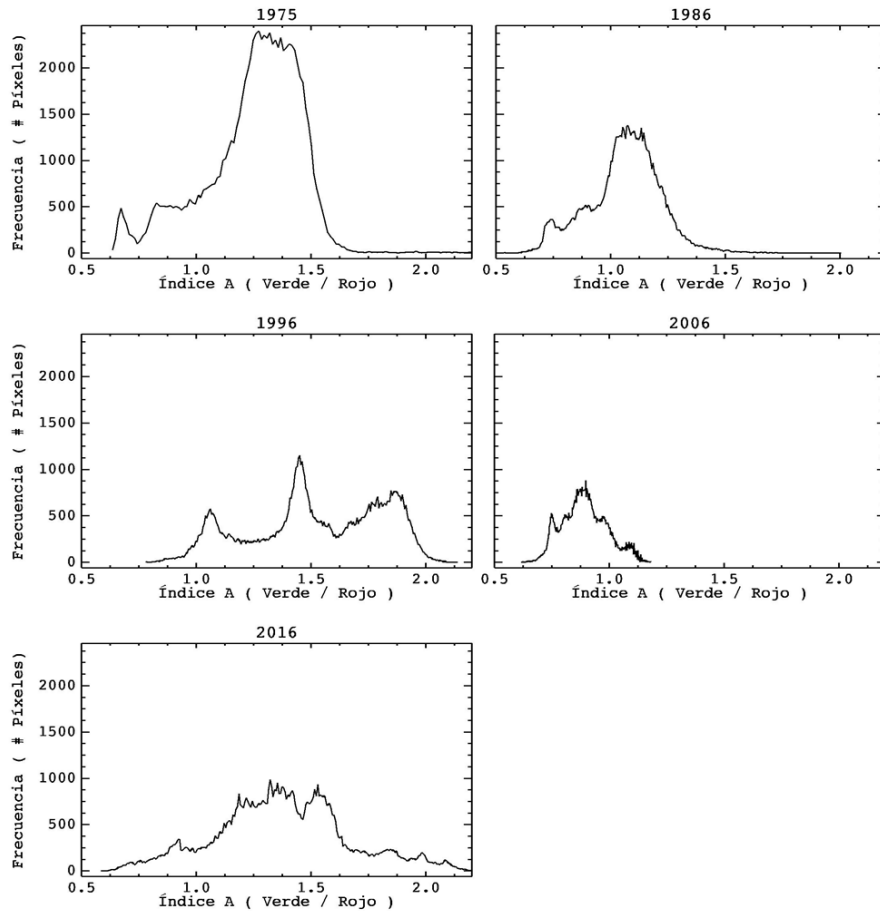 1975
Frecuencia ( # Píxeles)
2000
1500
1000
500
0
0.5 1.0 1.5 2.0
Índice A ( Verde / Rojo )
1986
0.5 1.0 1.5 2.0
Índice A ( Verde / Rojo )
1996
Frecuencia ( # Píxeles)
2000
1500
1000
500
0
0.5 1.0 1.5 2.0
Índice A ( Verde / Rojo )
2006
0.5 1.0 1.5 2.0
Índice A ( Verde / Rojo )
2016
Frecuencia ( # Píxeles)
2000
1500
1000
500
0
0.5 1.0 1.5 2.0
Índice A ( Verde / Rojo )